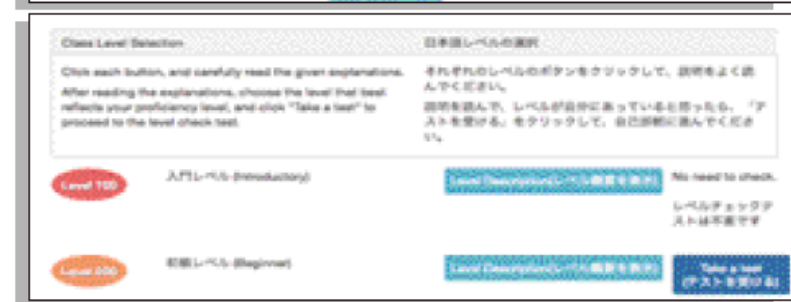 Class Level Selection
日本語レベルの選択
Click each button, and carefully read the given explanations.
After reading the explanations, choose the level that best
reflects your proficiency level, and click "Take a test" to
proceed to the level check test.
それぞれのレベルのボタンをクリックして、説明をよく読
んでください。
説明を読んで、レベルが自分にあっていると思ったら、「テ
ストを受ける」をクリックして、自己診断に進んでくださ
い。
Level 100
入門レベル (Introductory)
Level Description(レベル概要を表示)
No need to check.
レベルチェックテ
ストは不要です
Level 200
初級レベル (Beginner)
Level Description(レベル概要を表示)
Take a test
(テストを受ける)